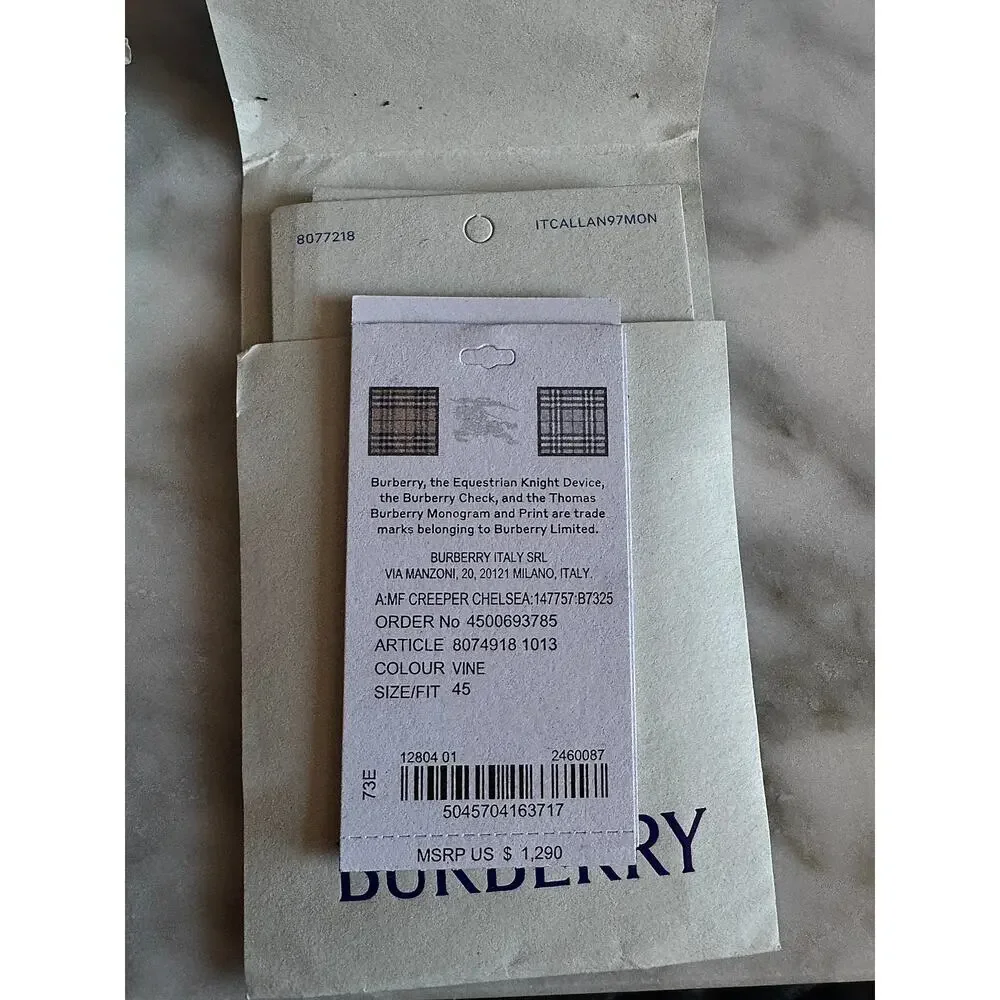 8077218
ITCALLAN97MON
Burberry, the Equestrian Knight Device,
the Burberry Check, and the Thomas
Burberry Monogram and Print are trade
marks belonging to Burberry Limited.
BURBERRY ITALY SRL
VIA MANZONI, 20, 20121 MILANO, ITALY.
A:MF CREEPER CHELSEA:147757:B7325
ORDER No 4500693785
ARTICLE 8074918 1013
COLOUR VINE
SIZE/FIT 45
12804 01
2460087
73E
5045704163717
MSRP US $ 1,290
BURBERRY